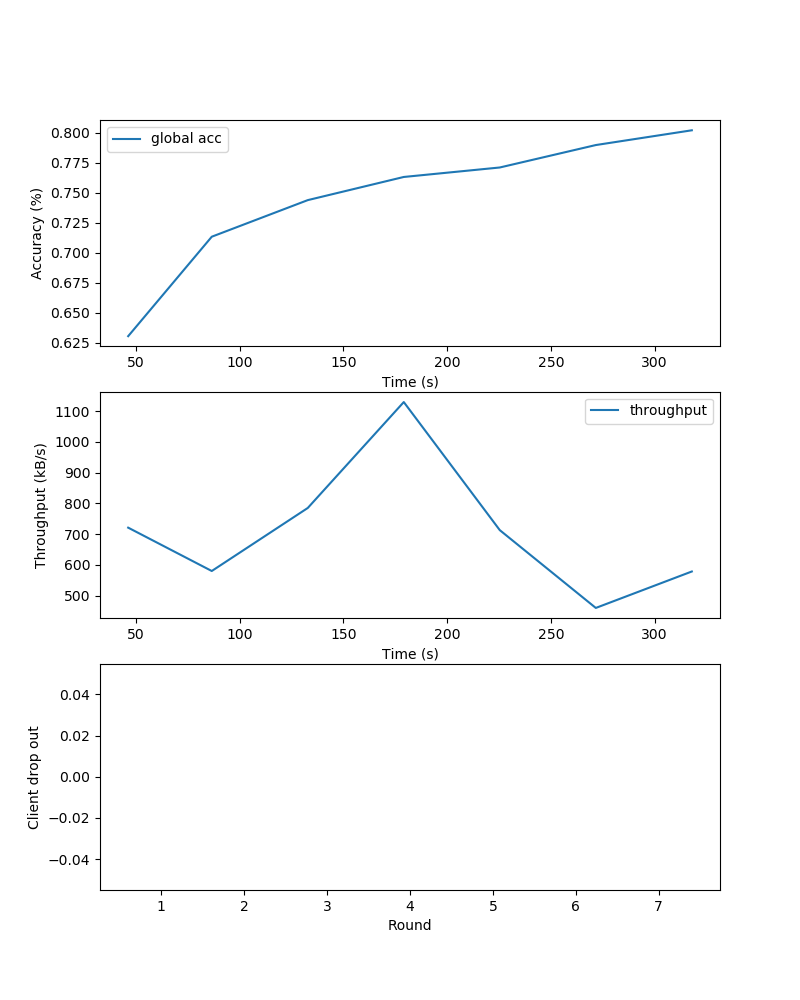 0.800
0.775
0.750
0.725
0.700
0.675
0.650
0.625
Accuracy (%)
global acc
50 100 150 200 250 300
Time (s)
1100
1000
900
800
700
600
500
Throughput (kB/s)
throughput
50 100 150 200 250 300
Time (s)
0.04
0.02
0.00
−0.02
−0.04
Client drop out
1 2 3 4 5 6 7
Round